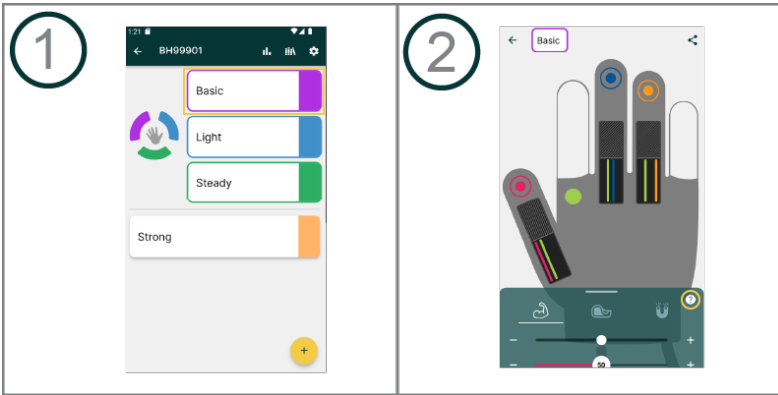 1
1:21
BH99901
Basic
Light
Steady
Strong
+
2
Basic
?
- +
50
- +